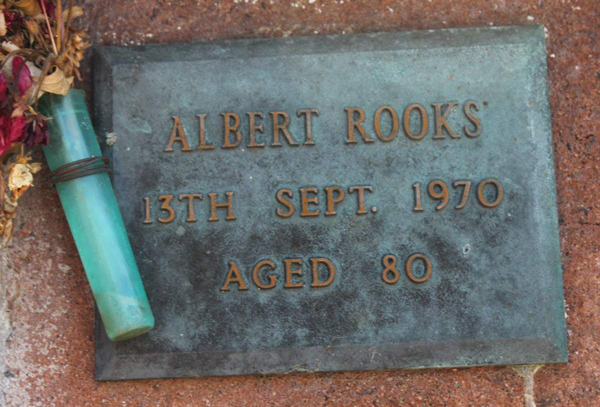 ALBERT ROOKS
13TH SEPT. 1970
AGED 80